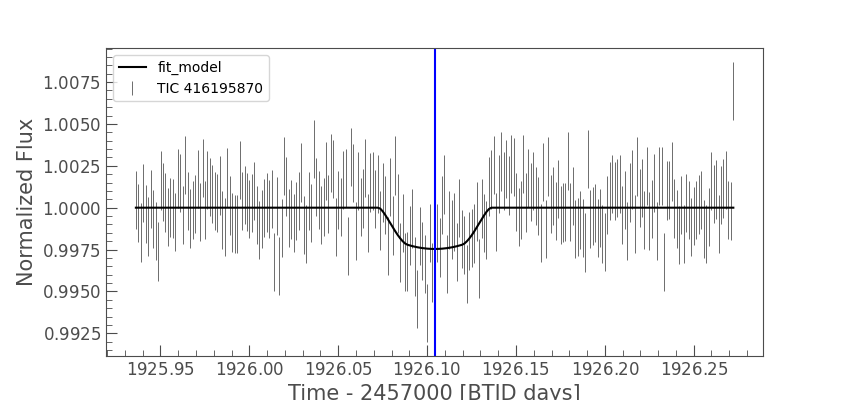 fit_model
TIC 416195870
1.0075
1.0050
1.0025
1.0000
0.9975
0.9950
0.9925
Normalized Flux
1925.95 1926.00 1926.05 1926.10 1926.15 1926.20 1926.25
Time - 2457000 [BTJD days]